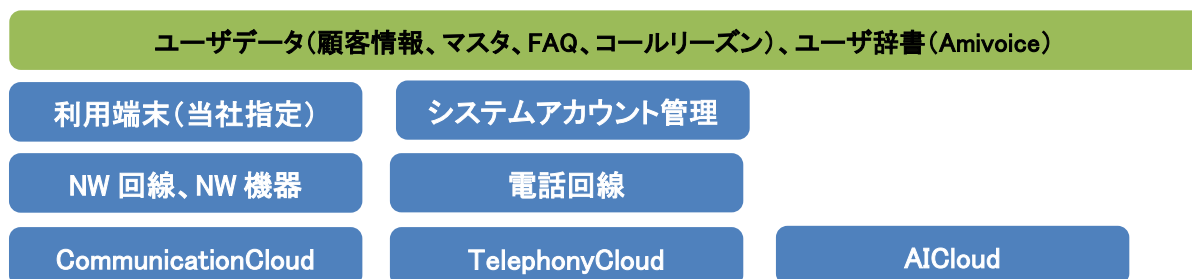 ユーザデータ（顧客情報、マスタ、FAQ、コールリーズン）、ユーザ辞書（Amivoice）
利用端末（当社指定）
システムアカウント管理
NW 回線、NW 機器
電話回線
CommunicationCloud
TelephonyCloud
AICloud